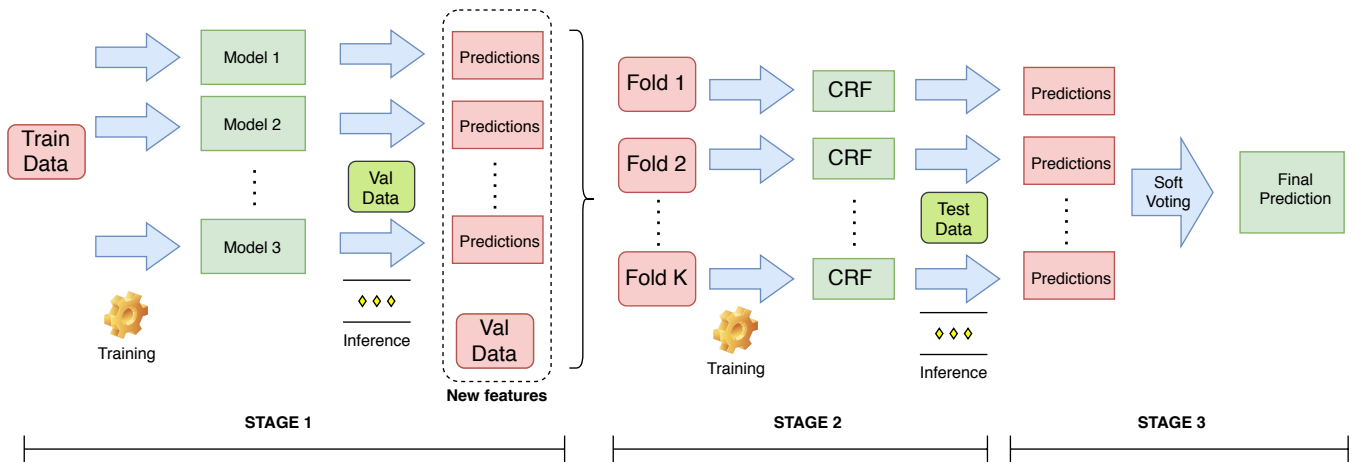 Train
Data
Model 1
Model 2
Model 3
Training
Val
Data
Inference
Predictions
Predictions
Predictions
Val
Data
New features
STAGE 1
Fold 1
Fold 2
Fold K
Training
CRF
CRF
CRF
Test
Data
Inference
STAGE 2
Predictions
Predictions
Predictions
Soft
Voting
Final
Prediction
STAGE 3